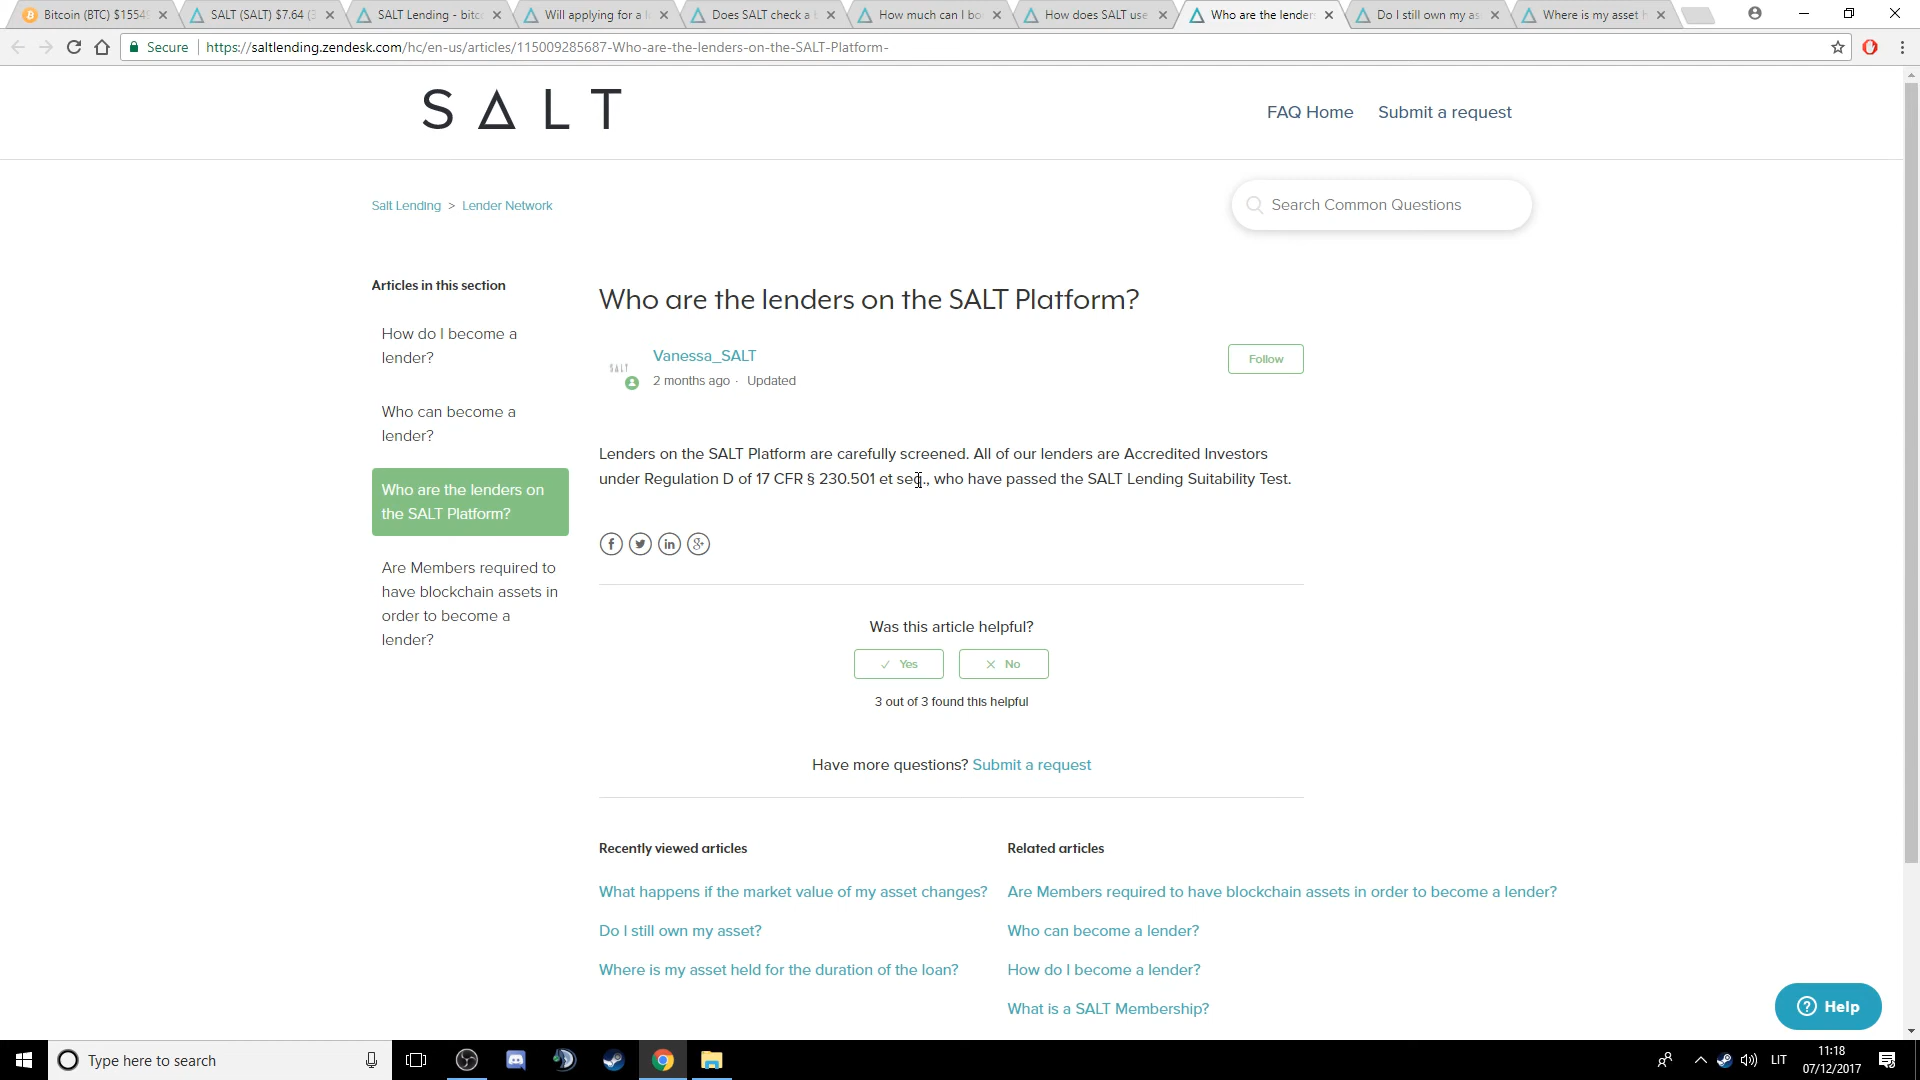 Bitcoin (BTC) $1554
SALT (SALT) $7.64 (
SALT Lending - bitc
Will applying for a l
Does SALT check a
How much can I bo
How does SALT use
Who are the lender
Do I still own my as
Where is my asset h
Secure
https://saltlending.zendesk.com/hc/en-us/articles/115009285687-Who-are-the-lenders-on-the-SALT-Platform-
SALT
FAQ Home
Submit a request
Salt Lending > Lender Network
Search Common Questions
Articles in this section
How do I become a
lender?
Who can become a
lender?
Who are the lenders on
the SALT Platform?
Are Members required to
have blockchain assets in
order to become a
lender?
Who are the lenders on the SALT Platform?
SALT
Vanessa_SALT
2 months ago · Updated
Follow
Lenders on the SALT Platform are carefully screened. All of our lenders are Accredited Investors
under Regulation D of 17 CFR § 230.501 et seq., who have passed the SALT Lending Suitability Test.
Was this article helpful?
Yes
No
3 out of 3 found this helpful
Have more questions? Submit a request
Recently viewed articles
What happens if the market value of my asset changes?
Do I still own my asset?
Where is my asset held for the duration of the loan?
Related articles
Are Members required to have blockchain assets in order to become a lender?
Who can become a lender?
How do I become a lender?
What is a SALT Membership?
Help
Type here to search
LIT
11:18
07/12/2017